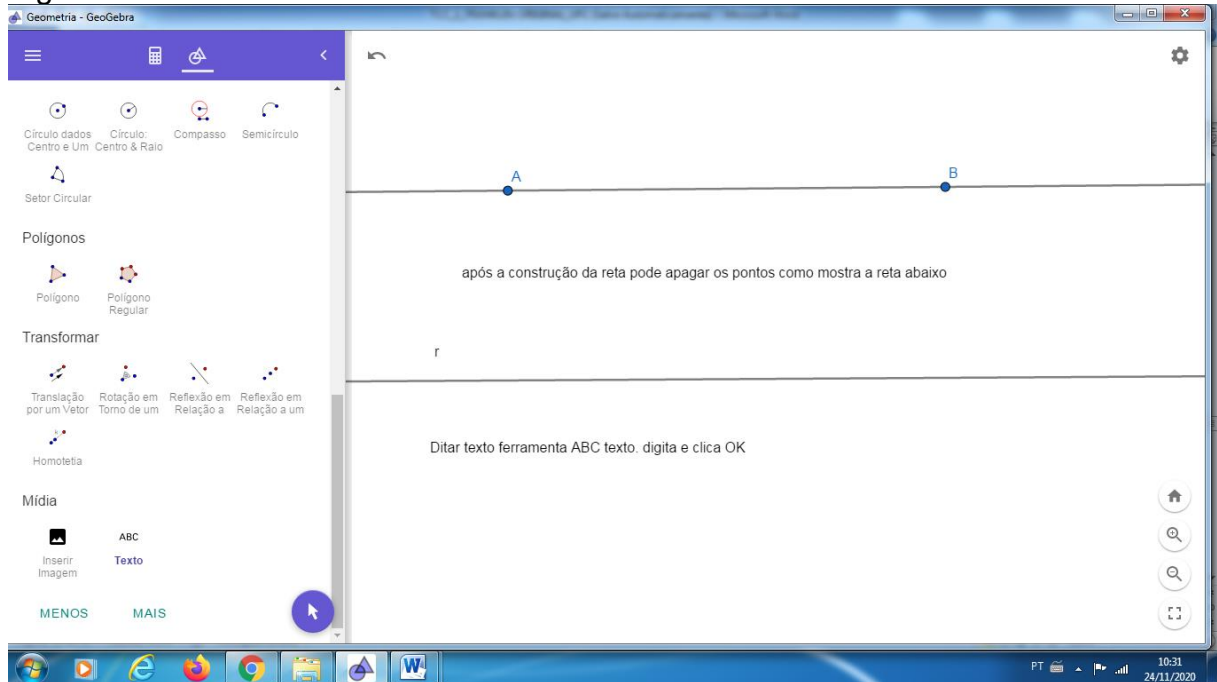 Geometria - GeoGebra
Círculo dados Centro e Um
Círculo: Centro & Raio
Compasso
Semicírculo
Setor Circular
Polígonos
Polígono
Polígono Regular
Transformar
Translação por um Vetor
Rotação em Torno de um
Reflexão em Relação a
Reflexão em Relação a um
Homotetia
Mídia
ABC
Inserir Imagem
Texto
MENOS MAIS
A
B
após a construção da reta pode apagar os pontos como mostra a reta abaixo
r
Ditar texto ferramenta ABC texto. digita e clica OK
PT
10:31
24/11/2020